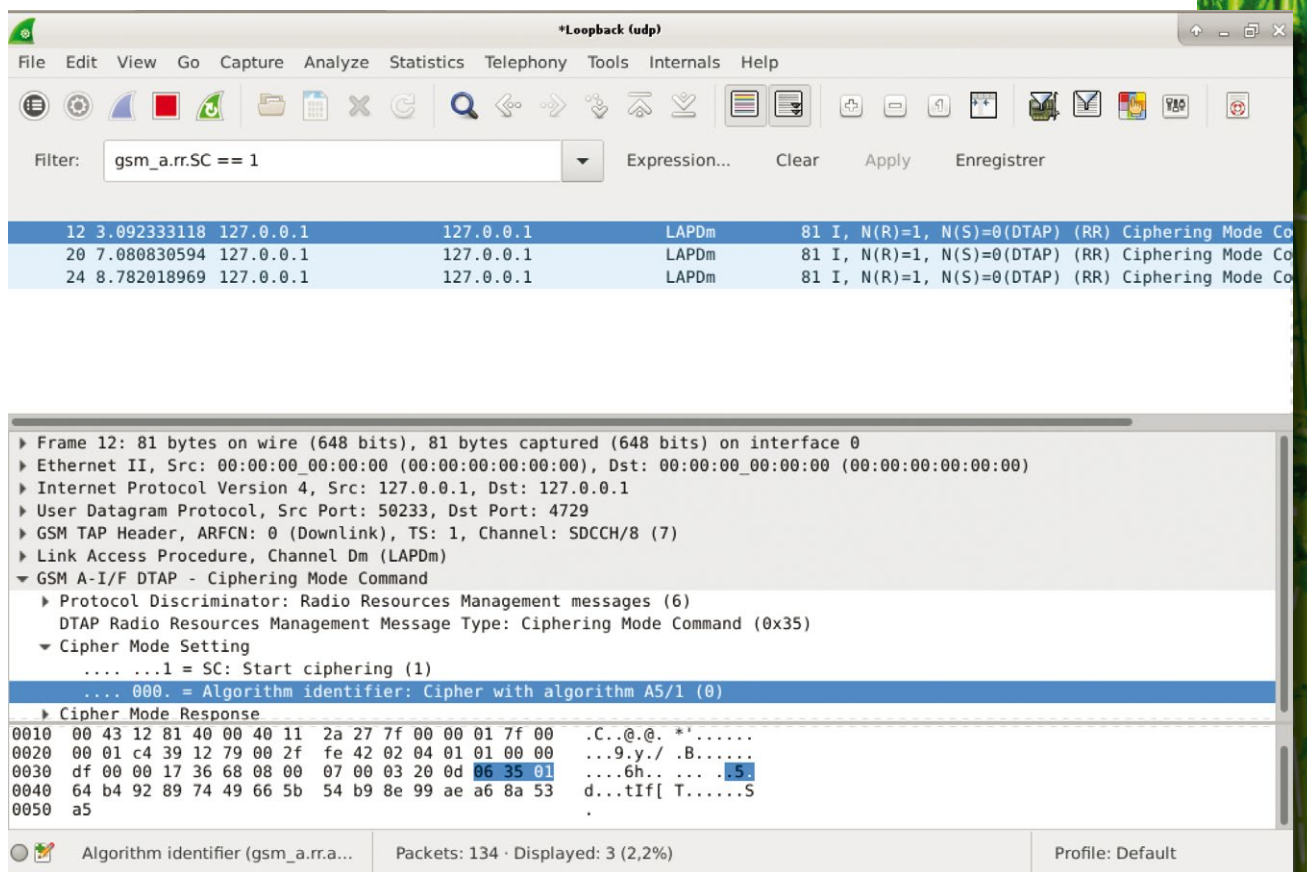 *Loopback (udp)
File Edit View Go Capture Analyze Statistics Telephony Tools Internals Help
Filter: gsm_a.rr.SC == 1 Expression... Clear Apply Enregistrer
12 3.092333118 127.0.0.1 127.0.0.1 LAPDm 81 I, N(R)=1, N(S)=0(DTAP) (RR) Ciphering Mode Co
20 7.080830594 127.0.0.1 127.0.0.1 LAPDm 81 I, N(R)=1, N(S)=0(DTAP) (RR) Ciphering Mode Co
24 8.782018969 127.0.0.1 127.0.0.1 LAPDm 81 I, N(R)=1, N(S)=0(DTAP) (RR) Ciphering Mode Co
Frame 12: 81 bytes on wire (648 bits), 81 bytes captured (648 bits) on interface 0
Ethernet II, Src: 00:00:00_00:00:00 (00:00:00:00:00:00), Dst: 00:00:00_00:00:00 (00:00:00:00:00:00)
Internet Protocol Version 4, Src: 127.0.0.1, Dst: 127.0.0.1
User Datagram Protocol, Src Port: 50233, Dst Port: 4729
GSM TAP Header, ARFCN: 0 (Downlink), TS: 1, Channel: SDCCH/8 (7)
Link Access Procedure, Channel Dm (LAPDm)
GSM A-I/F DTAP - Ciphering Mode Command
Protocol Discriminator: Radio Resources Management messages (6)
DTAP Radio Resources Management Message Type: Ciphering Mode Command (0x35)
Cipher Mode Setting
.... ...1 = SC: Start ciphering (1)
.... 000. = Algorithm identifier: Cipher with algorithm A5/1 (0)
Cipher Mode Response
0010 00 43 12 81 40 00 40 11 2a 27 7f 00 00 01 7f 00 .C..@.@. *'......
0020 00 01 c4 39 12 79 00 2f fe 42 02 04 01 01 00 00 ...9.y./ .B......
0030 df 00 00 17 36 68 08 00 07 00 03 20 0d 06 35 01 ....6h.. ... ..5.
0040 64 b4 92 89 74 49 66 5b 54 b9 8e 99 ae a6 8a 53 d...tIf[ T......S
0050 a5 .
Algorithm identifier (gsm_a.rr.a... Packets: 134 · Displayed: 3 (2,2%) Profile: Default